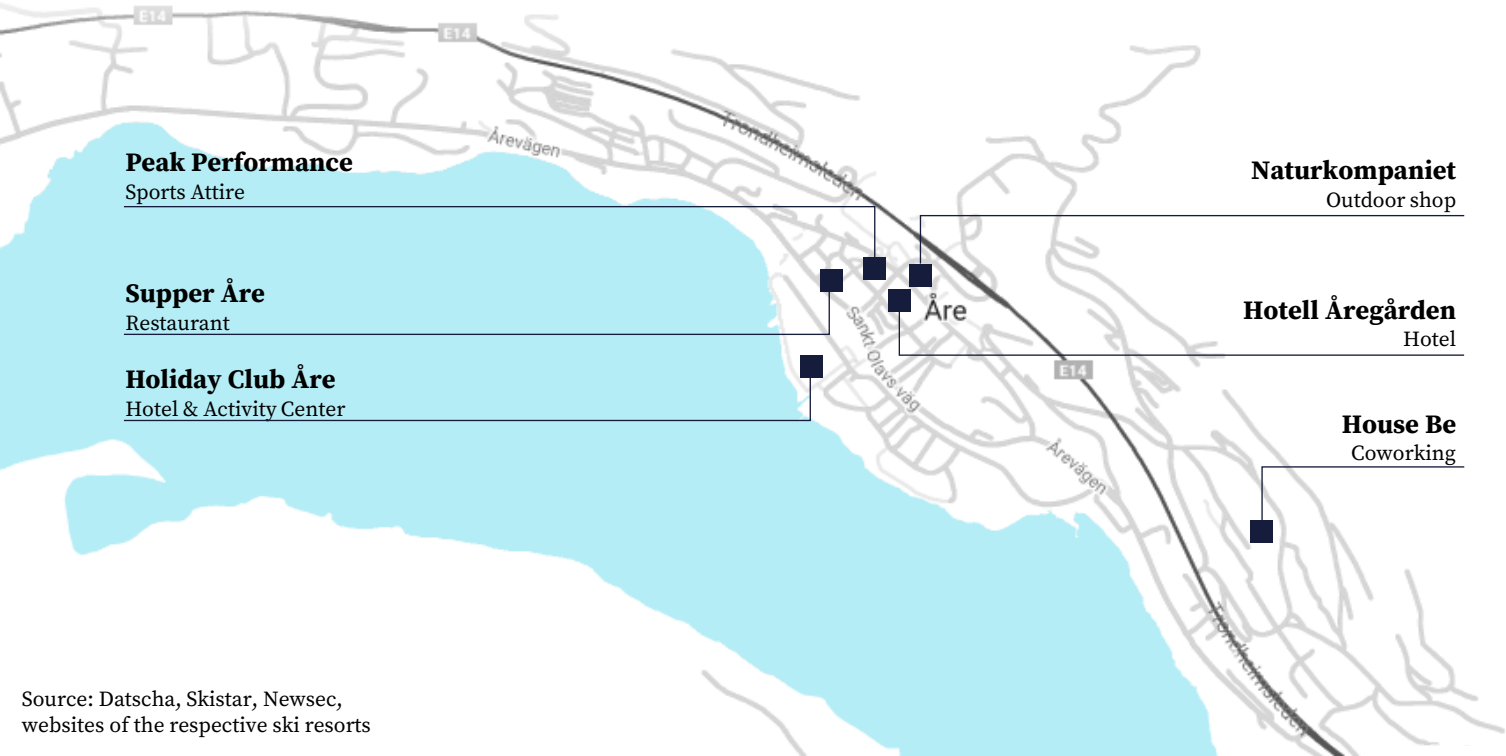 E14
E14
Trondheimsleden
Årevägen
Peak Performance
Sports Attire
Naturkompaniet
Outdoor shop
Supper Åre
Restaurant
Åre
Hotell Åregården
Hotel
Sankt Olavs väg
E14
Holiday Club Åre
Hotel & Activity Center
House Be
Coworking
Årevägen
Trondheimsleden
Source: Datscha, Skistar, Newsec,
websites of the respective ski resorts